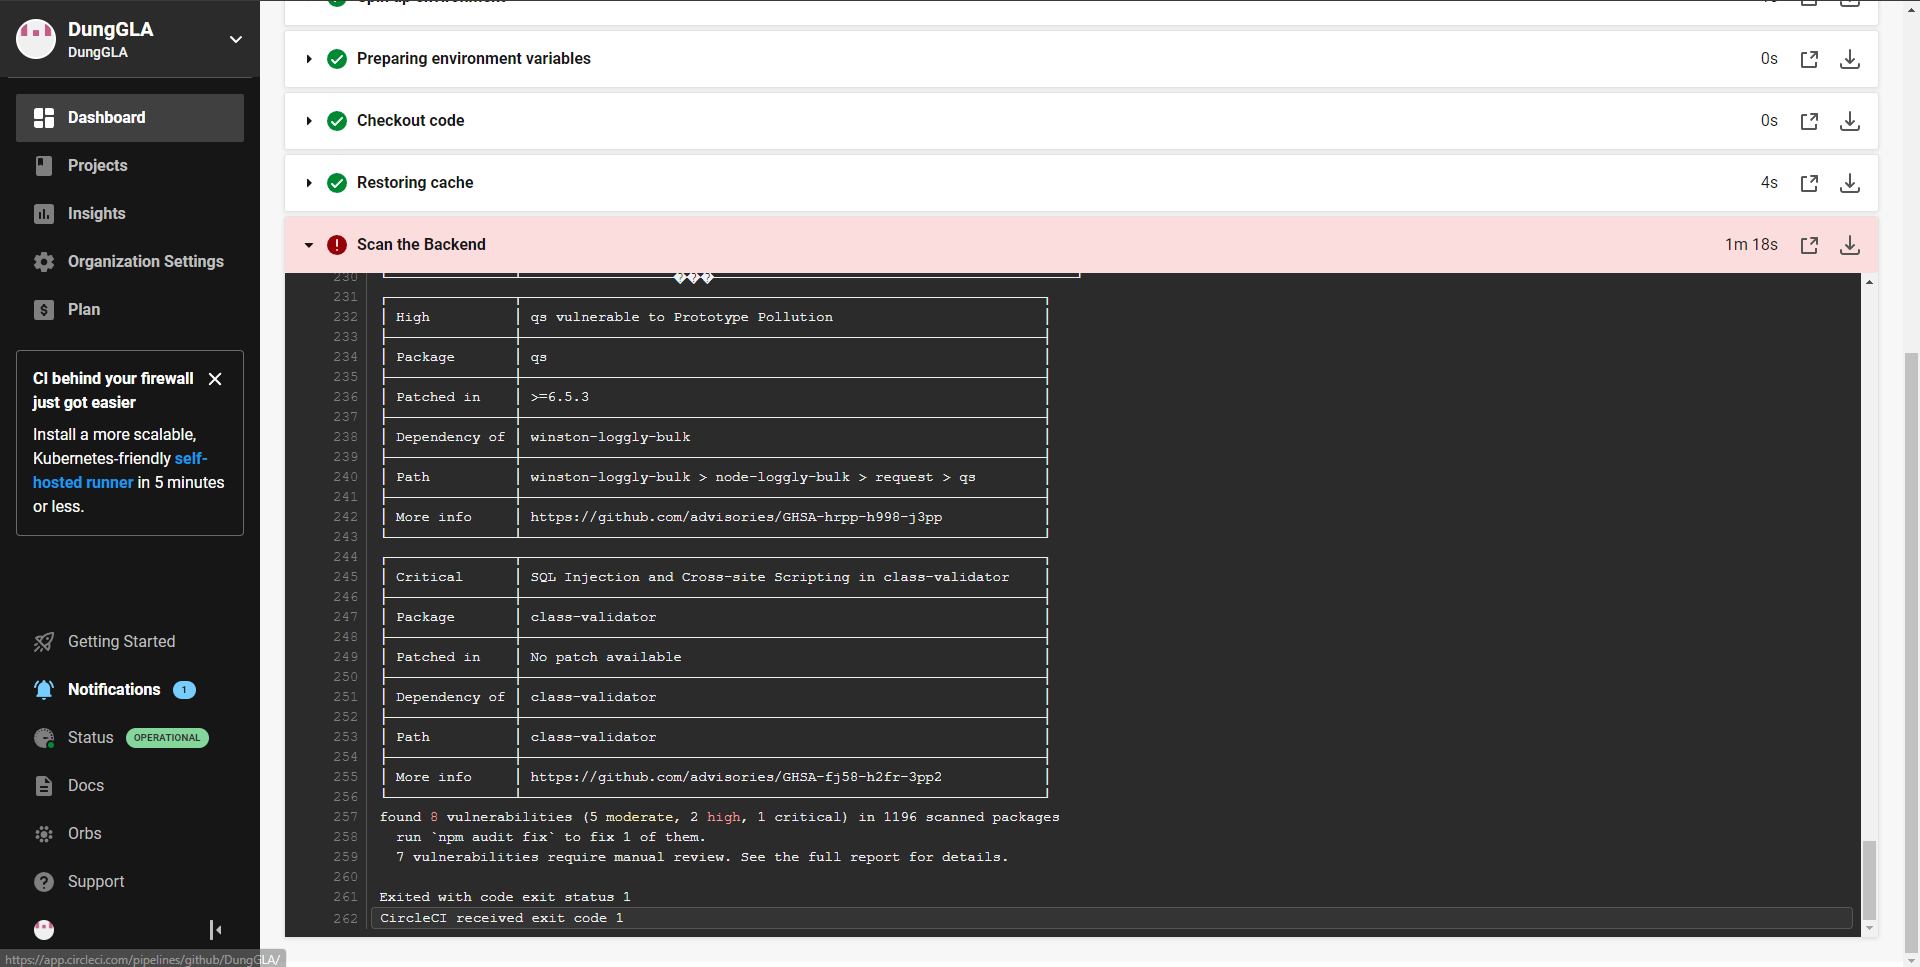 DungGLA
DungGLA
Dashboard
Projects
Insights
Organization Settings
Plan
CI behind your firewall
just got easier
Install a more scalable,
Kubernetes-friendly self-
hosted runner in 5 minutes
or less.
Getting Started
Notifications 1
Status OPERATIONAL
Docs
Orbs
Support
https://app.circleci.com/pipelines/github/DungGLA/
Spin up environment
Preparing environment variables 0s
Checkout code 0s
Restoring cache 4s
Scan the Backend 1m 18s
230
231
232 High qs vulnerable to Prototype Pollution
233
234 Package qs
235
236 Patched in >=6.5.3
237
238 Dependency of winston-loggly-bulk
239
240 Path winston-loggly-bulk > node-loggly-bulk > request > qs
241
242 More info https://github.com/advisories/GHSA-hrpp-h998-j3pp
243
244
245 Critical SQL Injection and Cross-site Scripting in class-validator
246
247 Package class-validator
248
249 Patched in No patch available
250
251 Dependency of class-validator
252
253 Path class-validator
254
255 More info https://github.com/advisories/GHSA-fj58-h2fr-3pp2
256
257 found 8 vulnerabilities (5 moderate, 2 high, 1 critical) in 1196 scanned packages
258 run `npm audit fix` to fix 1 of them.
259 7 vulnerabilities require manual review. See the full report for details.
260
261 Exited with code exit status 1
262 CircleCI received exit code 1